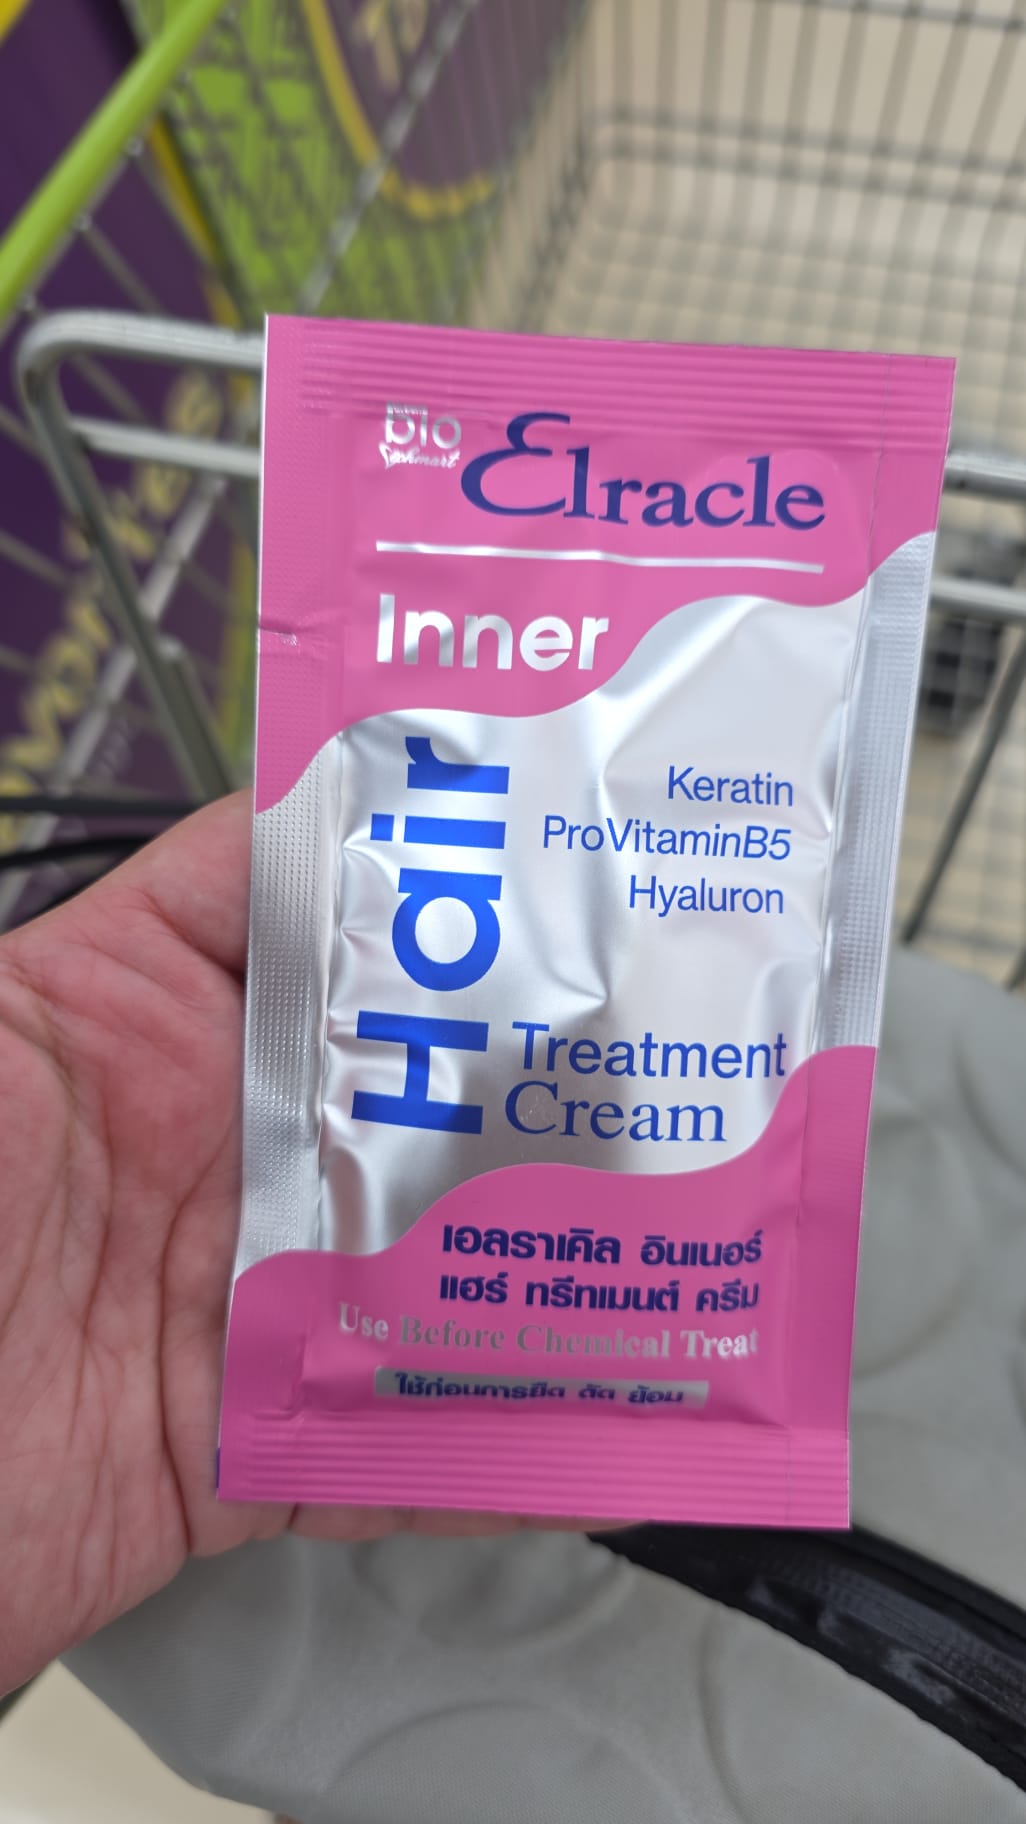 bio
Elracle
Inner
Hair
Keratin
ProVitaminB5
Hyaluron
Treatment
Cream
เอลราเคิล อินเนอร์
แฮร์ ทรีทเมนต์ ครีม
Use Before Chemical Treat
ใช้ก่อนการยืด ดัด ย้อม